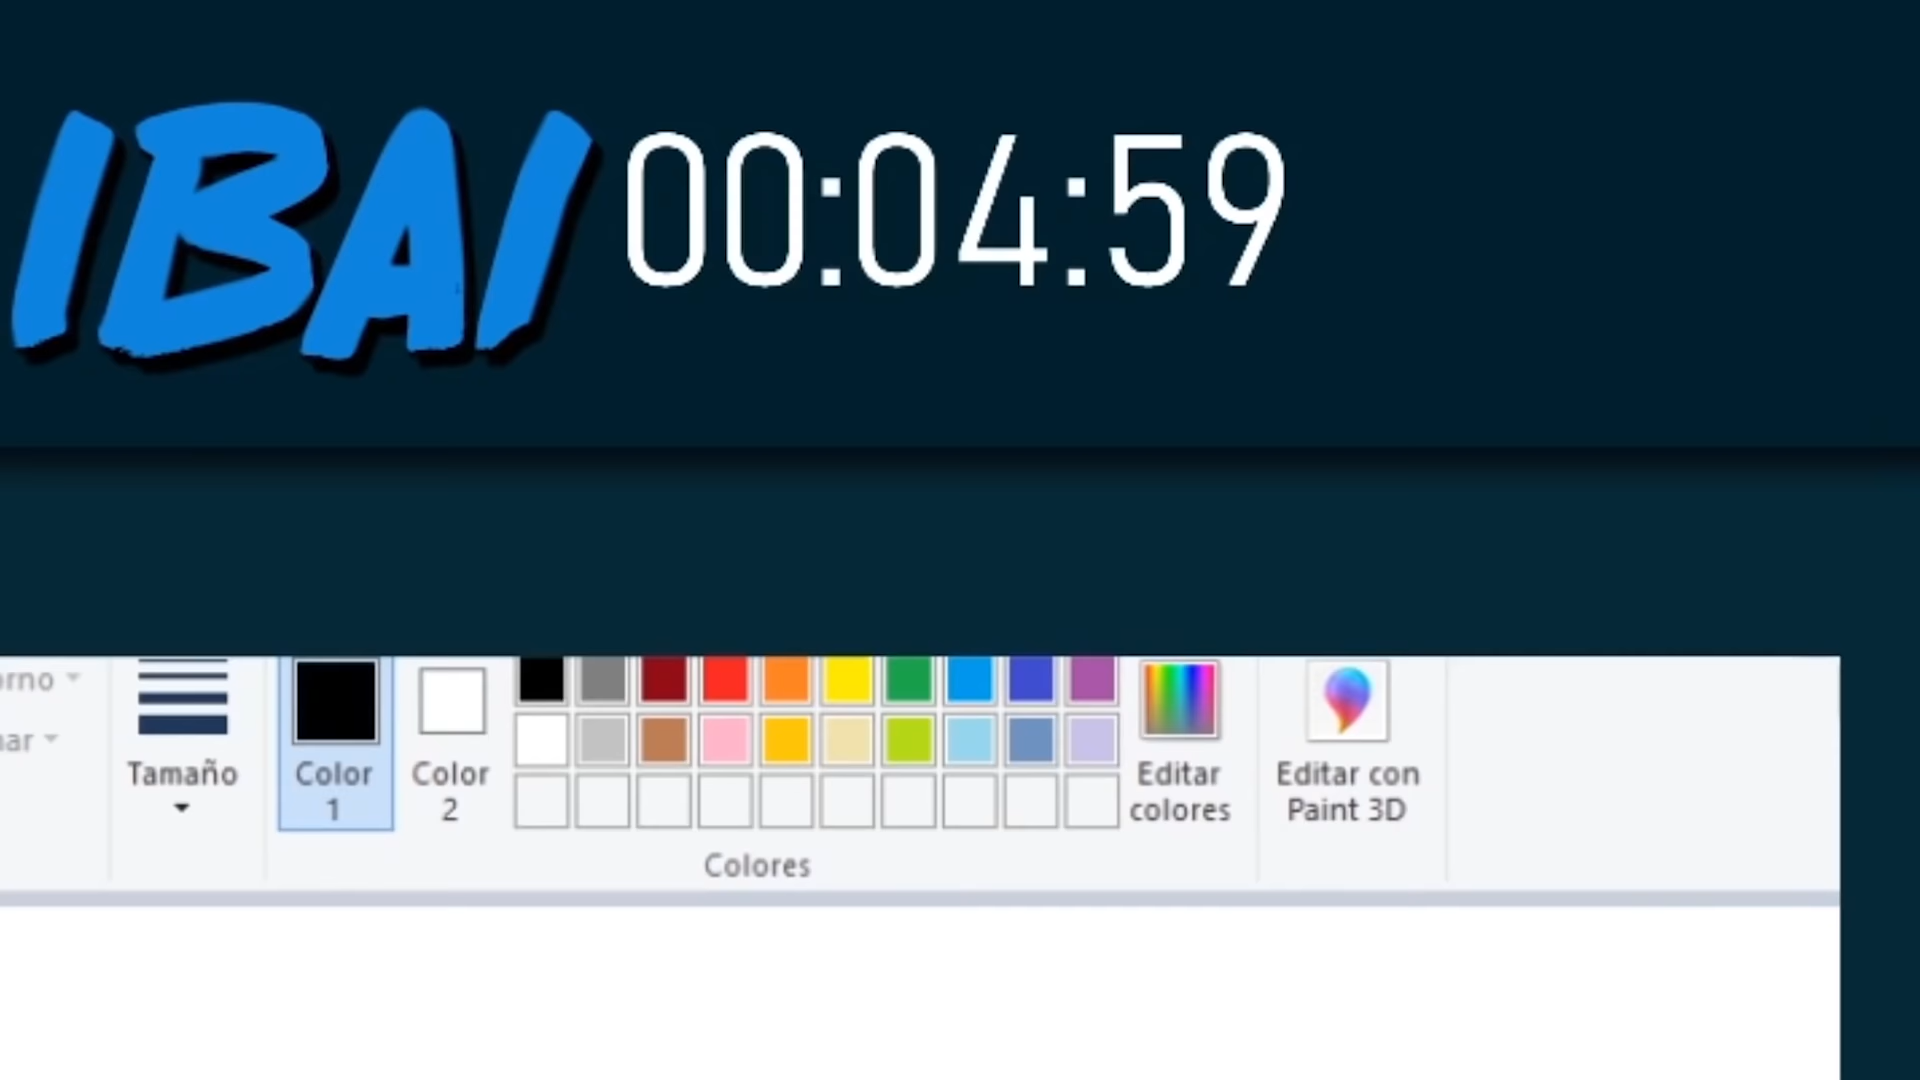 IBAI 00:04:59
Tamaño
Color 1
Color 2
Editar colores
Editar con Paint 3D
Colores